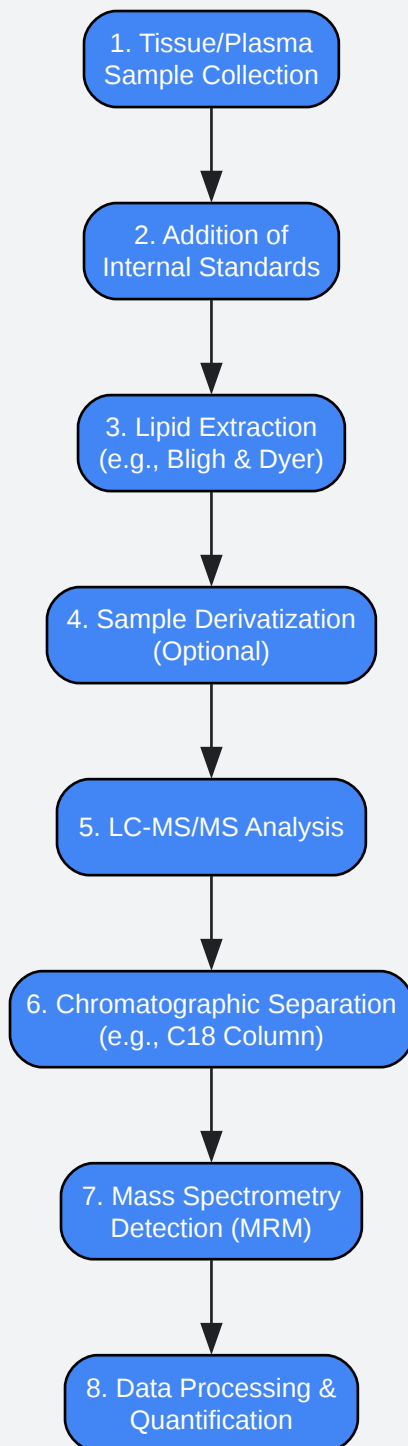 1. Tissue/Plasma
Sample Collection
2. Addition of
Internal Standards
3. Lipid Extraction
(e.g., Bligh & Dyer)
4. Sample Derivatization
(Optional)
5. LC-MS/MS Analysis
6. Chromatographic Separation
(e.g., C18 Column)
7. Mass Spectrometry
Detection (MRM)
8. Data Processing &
Quantification